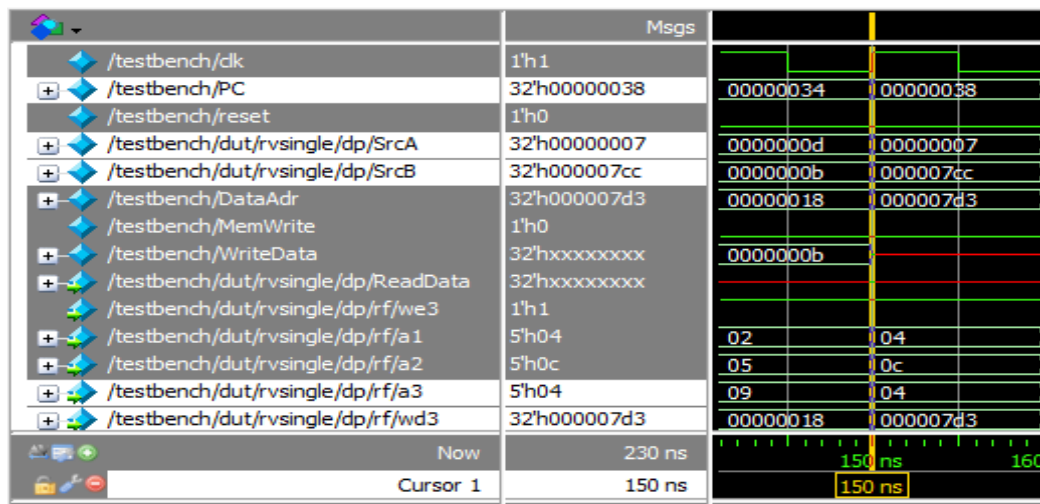 Msgs
/testbench/clk 1'h1
/testbench/PC 32'h00000038 00000034 00000038
/testbench/reset 1'h0
/testbench/dut/rvsingle/dp/SrcA 32'h00000007 0000000d 00000007
/testbench/dut/rvsingle/dp/SrcB 32'h000007cc 0000000b 000007cc
/testbench/DataAdr 32'h000007d3 00000018 000007d3
/testbench/MemWrite 1'h0
/testbench/WriteData 32'hxxxxxxxx 0000000b
/testbench/dut/rvsingle/dp/ReadData 32'hxxxxxxxx
/testbench/dut/rvsingle/dp/rf/we3 1'h1
/testbench/dut/rvsingle/dp/rf/a1 5'h04 02 04
/testbench/dut/rvsingle/dp/rf/a2 5'h0c 05 0c
/testbench/dut/rvsingle/dp/rf/a3 5'h04 09 04
/testbench/dut/rvsingle/dp/rf/wd3 32'h000007d3 00000018 000007d3
Now 230 ns 150 ns 160
Cursor 1 150 ns 150 ns